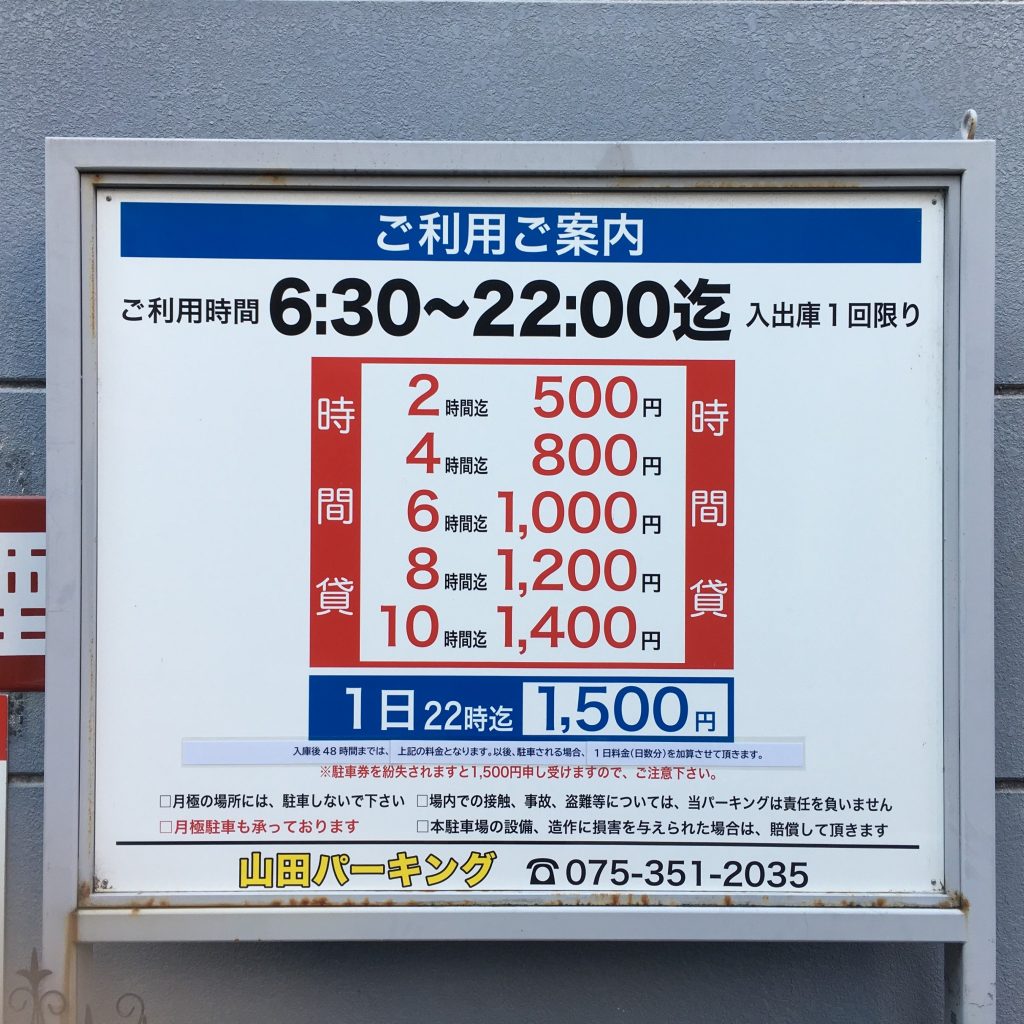 ご利用ご案内
ご利用時間 6:30〜22:00迄 入出庫1回限り
時間貸
2時間迄 500円
4時間迄 800円
6時間迄 1,000円
8時間迄 1,200円
10時間迄 1,400円
時間貸
1日22時迄 1,500円
入庫後48時間までは、上記の料金となります。以後、駐車される場合、1日料金(日数分)を加算させて頂きます。
※駐車券を紛失されますと1,500円申し受けますので、ご注意下さい。
□月極の場所には、駐車しないで下さい □場内での接触、事故、盗難等については、当パーキングは責任を負いません
□月極駐車も承っております □本駐車場の設備、造作に損害を与えられた場合は、賠償して頂きます
山田パーキング ☎075-351-2035